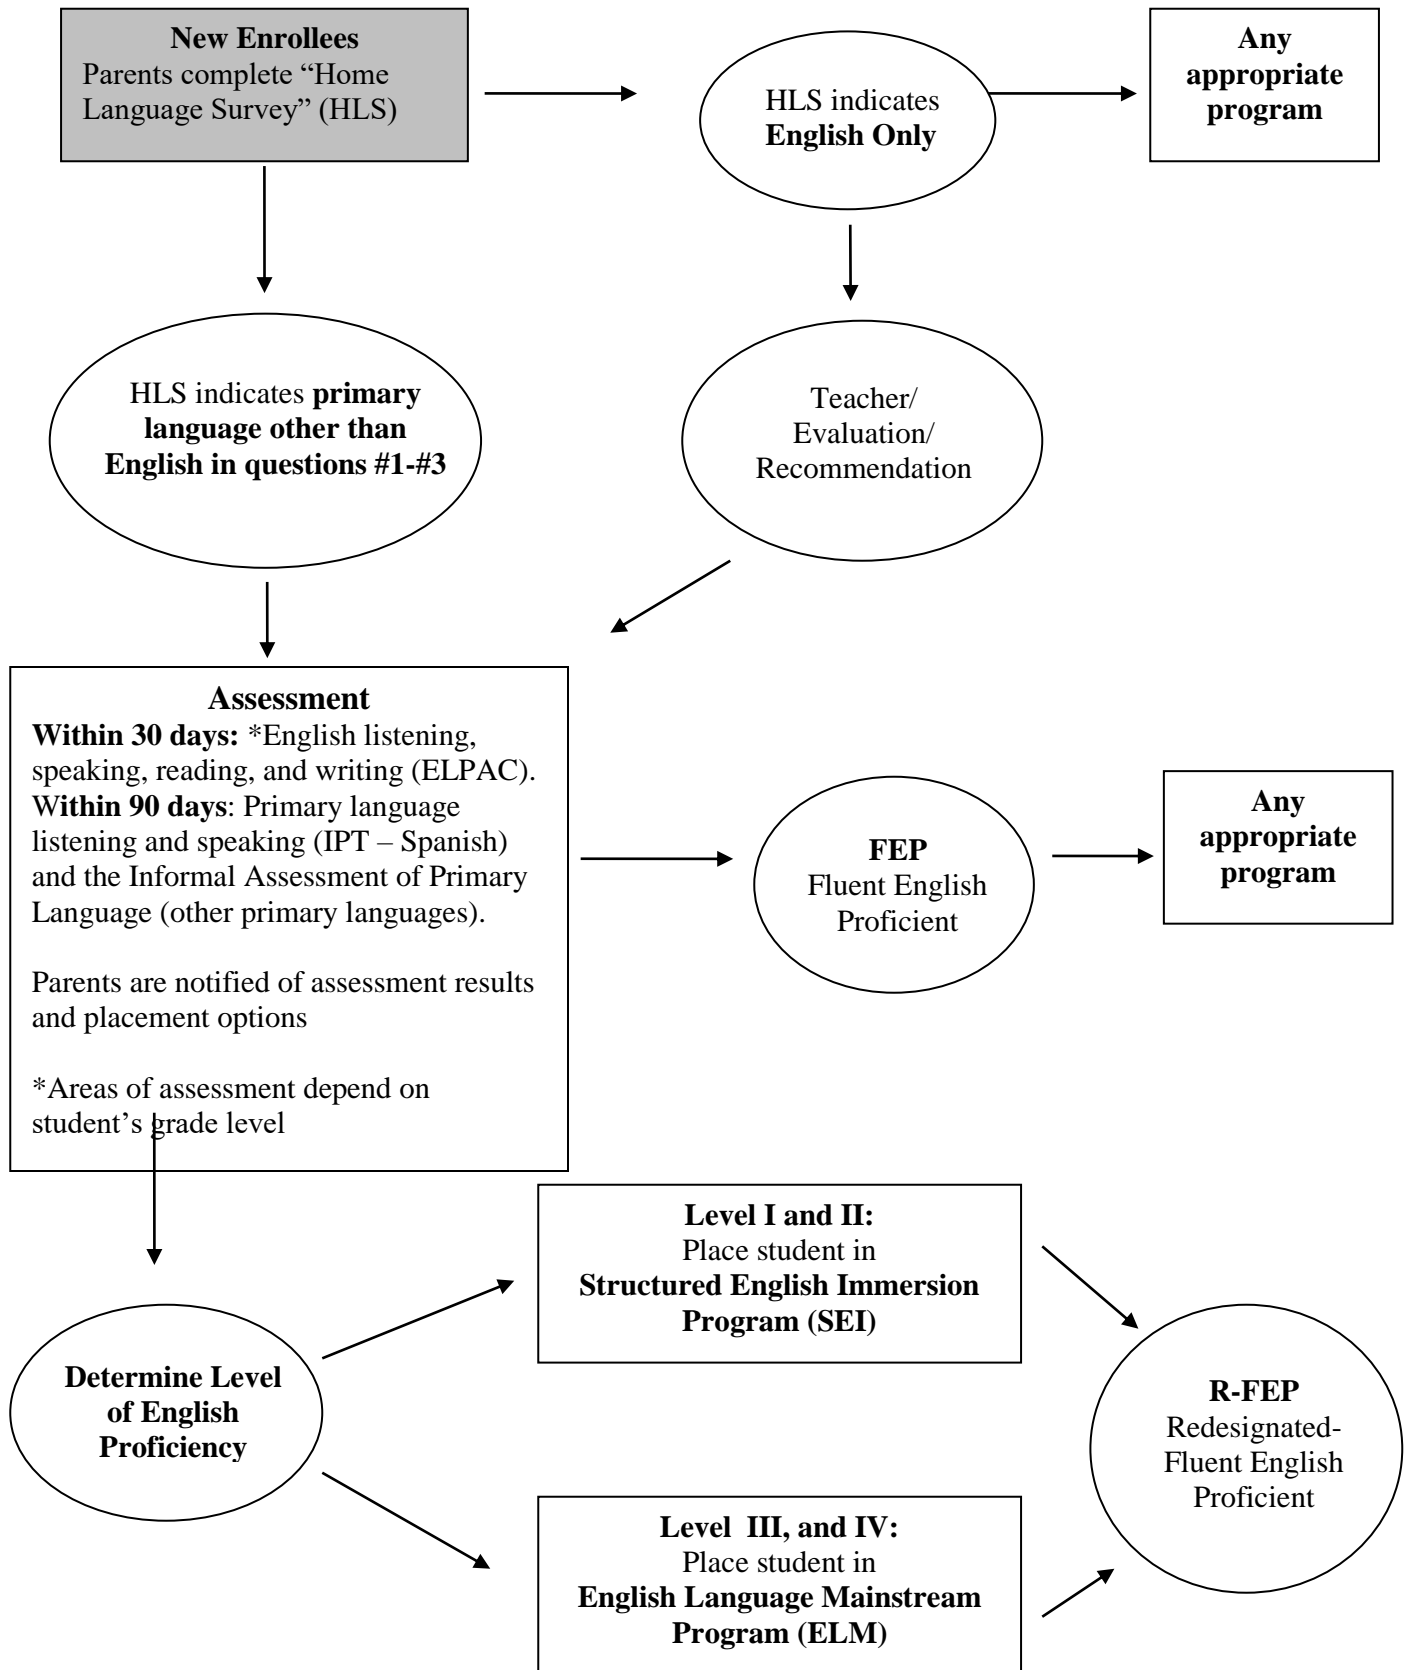 New Enrollees
Parents complete “Home
Language Survey” (HLS)
HLS indicates
English Only
Any
appropriate
program
HLS indicates primary
language other than
English in questions #1-#3
Teacher/
Evaluation/
Recommendation
Assessment
Within 30 days: *English listening,
speaking, reading, and writing (ELPAC).
Within 90 days: Primary language
listening and speaking (IPT – Spanish)
and the Informal Assessment of Primary
Language (other primary languages).
Parents are notified of assessment results
and placement options
*Areas of assessment depend on
student’s grade level
FEP
Fluent English
Proficient
Any
appropriate
program
Level I and II:
Place student in
Structured English Immersion
Program (SEI)
Determine Level
of English
Proficiency
R-FEP
Redesignated-
Fluent English
Proficient
Level  III, and IV:
Place student in
English Language Mainstream
Program (ELM)